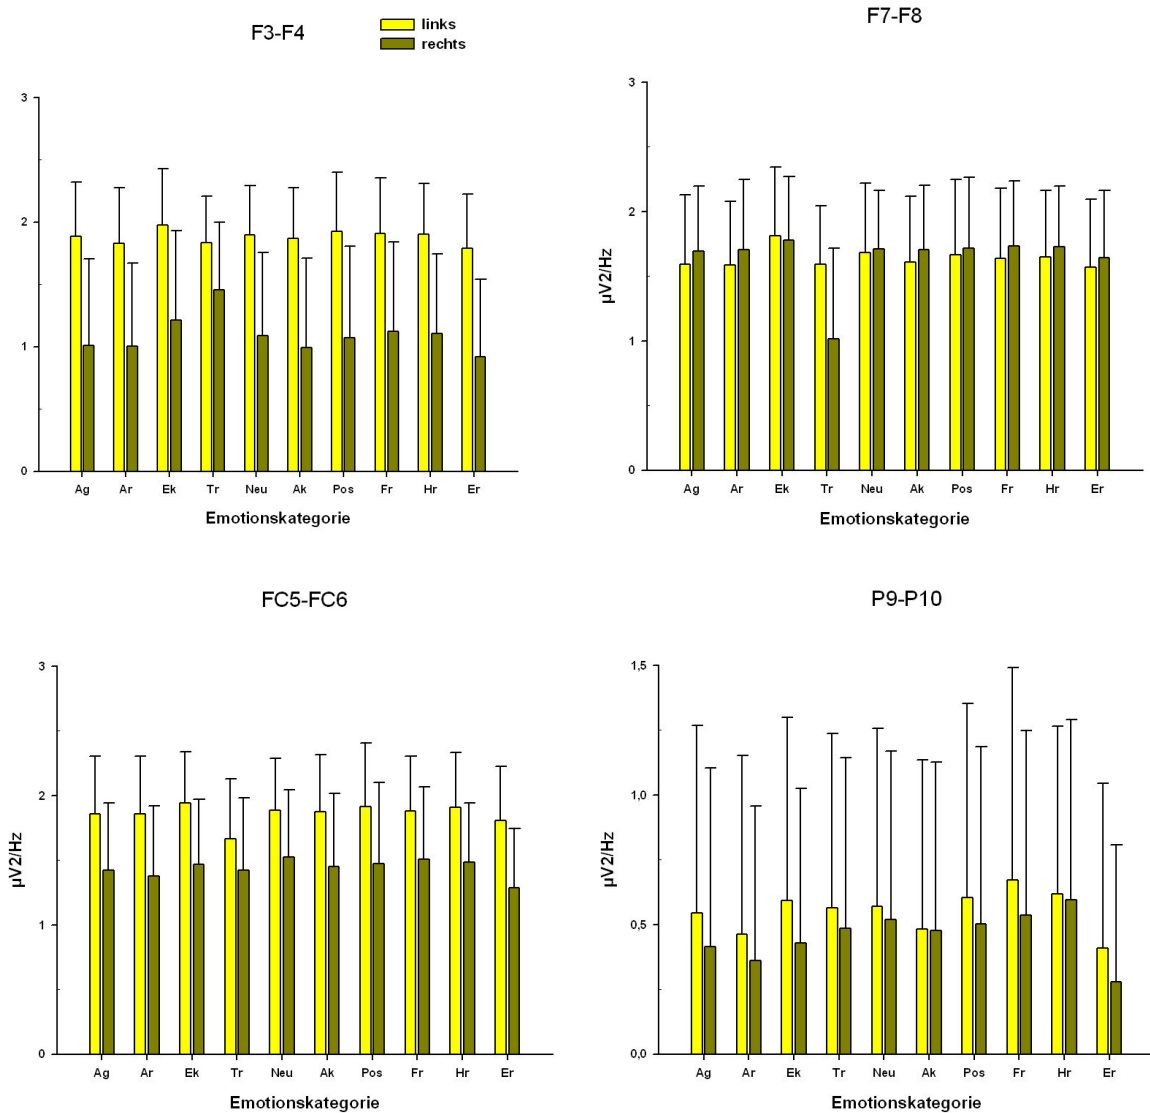 F3-F4
links
rechts
3
2
1
0
Ag Ar Ek Tr Neu Ak Pos Fr Hr Er
Emotionskategorie
F7-F8
µV2/Hz
3
2
1
0
Ag Ar Ek Tr Neu Ak Pos Fr Hr Er
Emotionskategorie
FC5-FC6
µV2/Hz
3
2
1
0
Ag Ar Ek Tr Neu Ak Pos Fr Hr Er
Emotionskategorie
P9-P10
µV2/Hz
1,5
1,0
0,5
0,0
Ag Ar Ek Tr Neu Ak Pos Fr Hr Er
Emotionskategorie